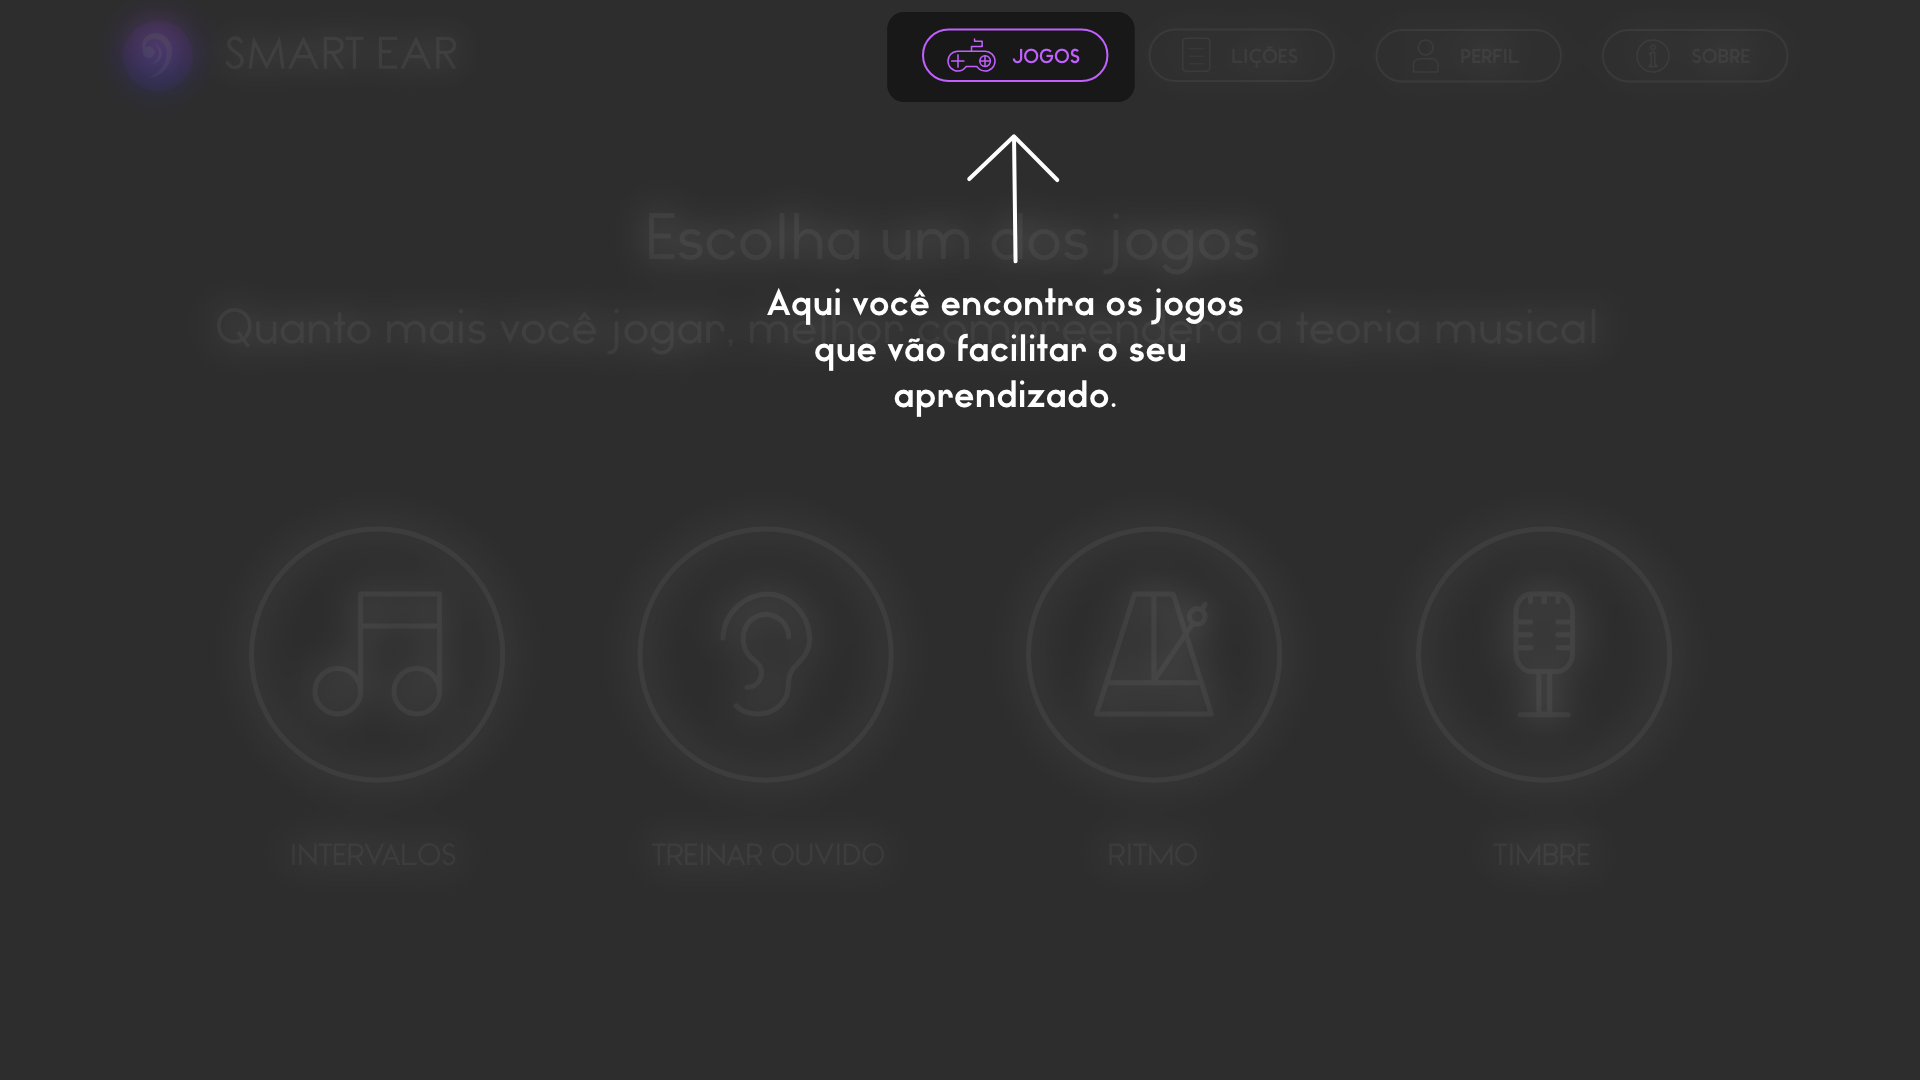 SMART EAR
JOGOS
LIÇÕES
PERFIL
SOBRE
Escolha um dos jogos
Quanto mais você jogar, melhor compreenderá a teoria musical
Aqui você encontra os jogos
que vão facilitar o seu
aprendizado.
INTERVALOS
TREINAR OUVIDO
RITMO
TIMBRE